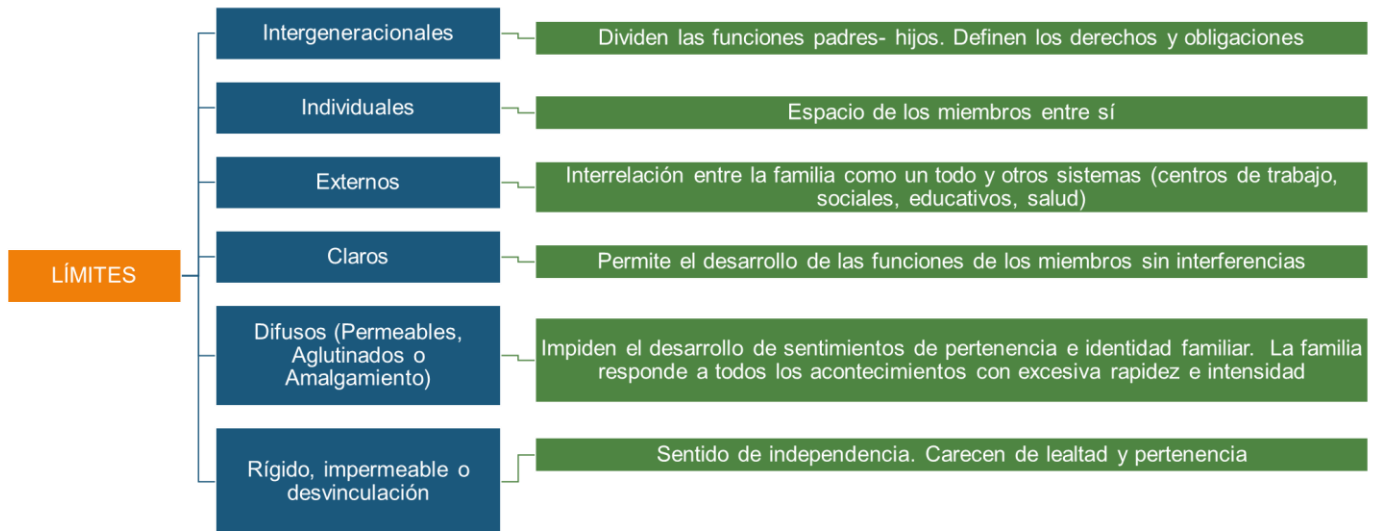 Intergeneracionales
Dividen las funciones padres- hijos. Definen los derechos y obligaciones
Individuales
Espacio de los miembros entre sí
Externos
Interrelación entre la familia como un todo y otros sistemas (centros de trabajo,
sociales, educativos, salud)
LÍMITES
Claros
Permite el desarrollo de las funciones de los miembros sin interferencias
Difusos (Permeables,
Aglutinados o
Amalgamiento)
Impiden el desarrollo de sentimientos de pertenencia e identidad familiar. La familia
responde a todos los acontecimientos con excesiva rapidez e intensidad
Rígido, impermeable o
desvinculación
Sentido de independencia. Carecen de lealtad y pertenencia